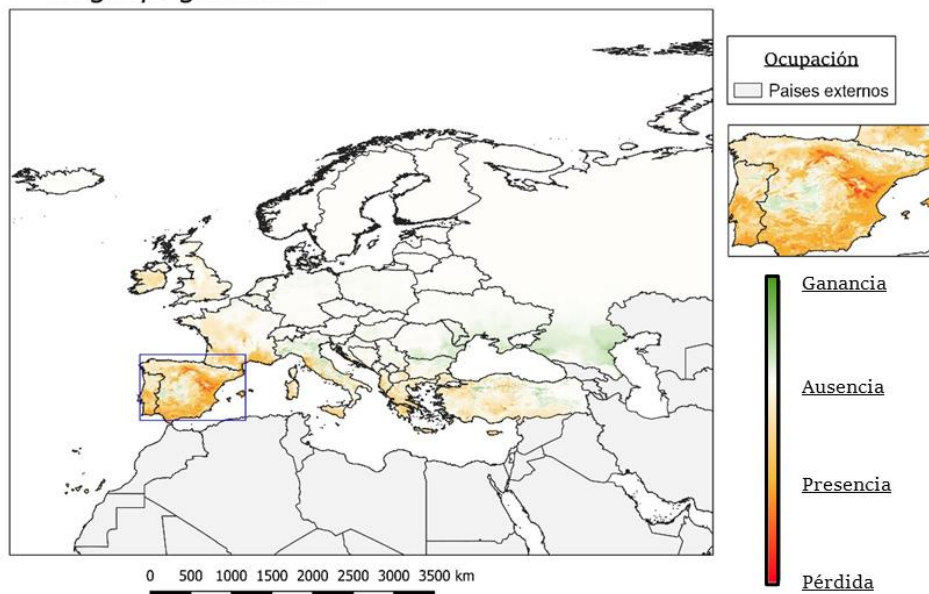 Ocupación
Paises externos
Ganancia
Ausencia
Presencia
Pérdida
0 500 1000 1500 2000 2500 3000 3500 km